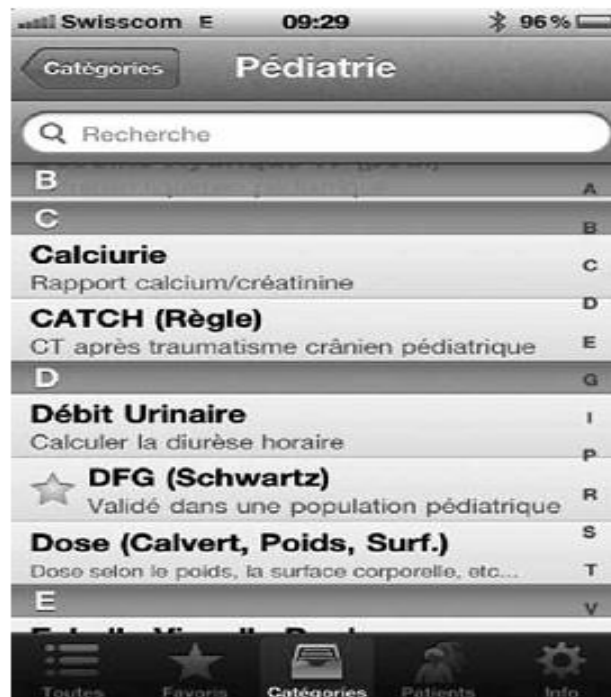 Swisscom E 09:29 96 %
Catégories Pédiatrie
Recherche
B
A
C
B
Calciurie
Rapport calcium/créatinine
C
CATCH (Règle)
D
CT après traumatisme crânien pédiatrique
E
D
G
Débit Urinaire
I
Calculer la diurèse horaire
P
DFG (Schwartz)
Validé dans une population pédiatrique
R
Dose (Calvert, Poids, Surf.)
S
Dose selon le poids, la surface corporelle, etc...
T
E
V
Toutes Favoris Catégories Patients Info